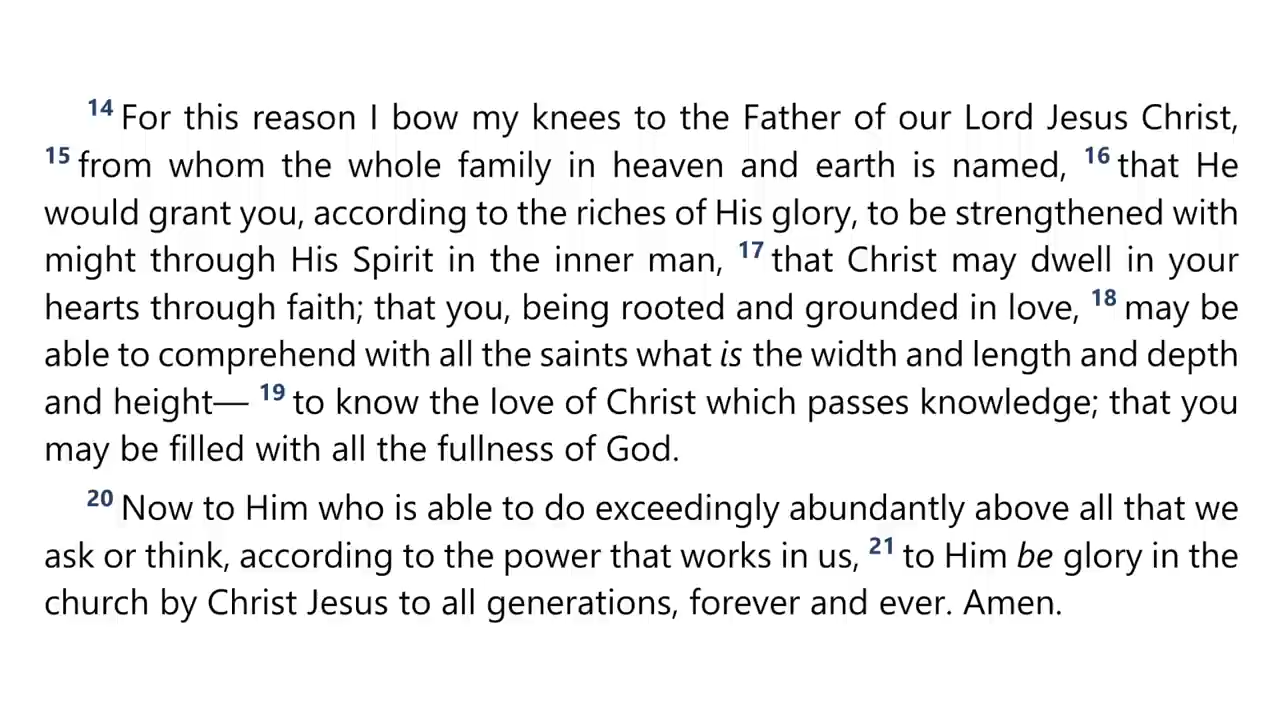 14 For this reason I bow my knees to the Father of our Lord Jesus Christ,
15 from whom the whole family in heaven and earth is named, 16 that He
would grant you, according to the riches of His glory, to be strengthened with
might through His Spirit in the inner man, 17 that Christ may dwell in your
hearts through faith; that you, being rooted and grounded in love, 18 may be
able to comprehend with all the saints what is the width and length and depth
and height— 19 to know the love of Christ which passes knowledge; that you
may be filled with all the fullness of God.
20 Now to Him who is able to do exceedingly abundantly above all that we
ask or think, according to the power that works in us, 21 to Him be glory in the
church by Christ Jesus to all generations, forever and ever. Amen.